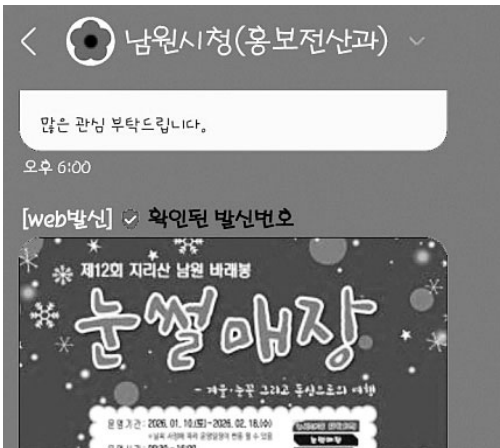 남원시청(홍보전산과)
많은 관심 부탁드립니다.
오후 6:00
[web발신] 확인된 발신번호
제12회 지리산 남원 바래봉
눈썰매장
- 겨울·눈꽃 그리고 동심으로의 여행
운영기간: 2026. 01. 10.(토)~2026. 02. 18.(수)